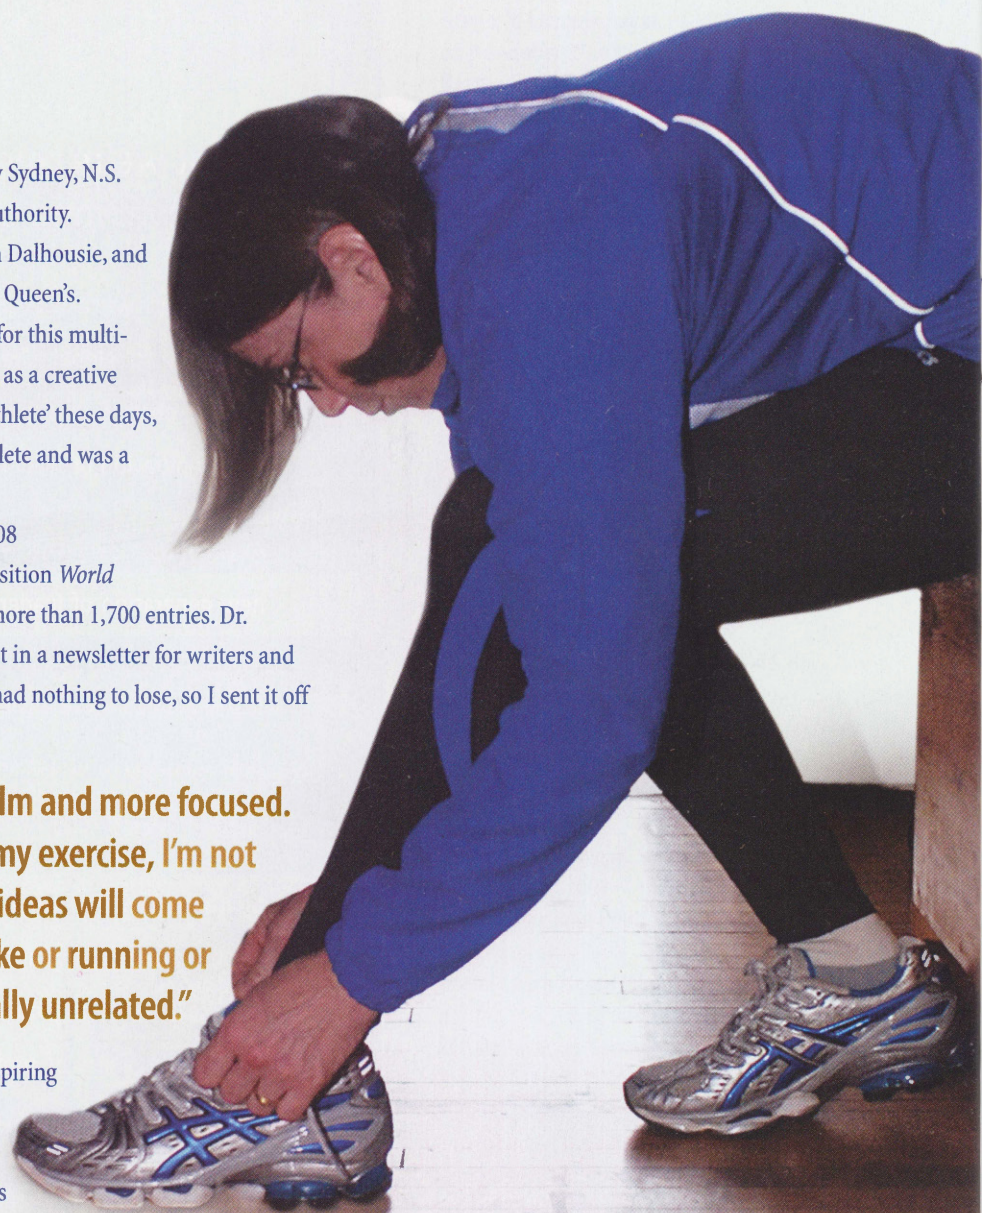 Sydney, N.S.
uthority.
Dalhousie, and
Queen's.
for this multi-
as a creative
hlete' these days,
lete and was a
08
sition World
more than 1,700 entries. Dr.
t in a newsletter for writers and
had nothing to lose, so I sent it off
lm and more focused.
my exercise, I'm not
ideas will come
ke or running or
lly unrelated."
piring
s